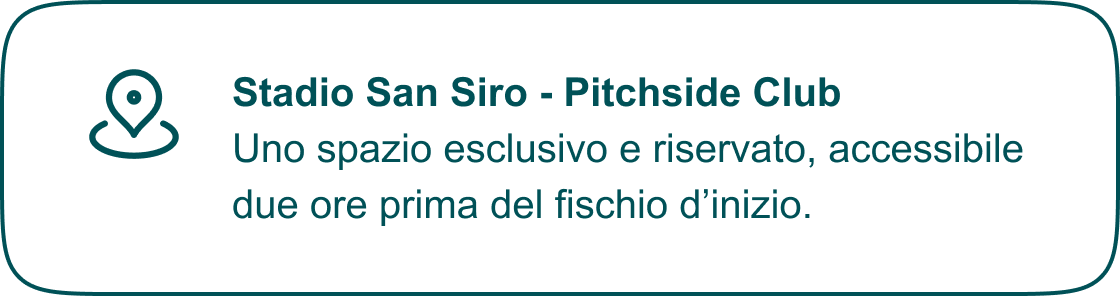 Stadio San Siro - Pitchside Club
Uno spazio esclusivo e riservato, accessibile
due ore prima del fischio d’inizio.